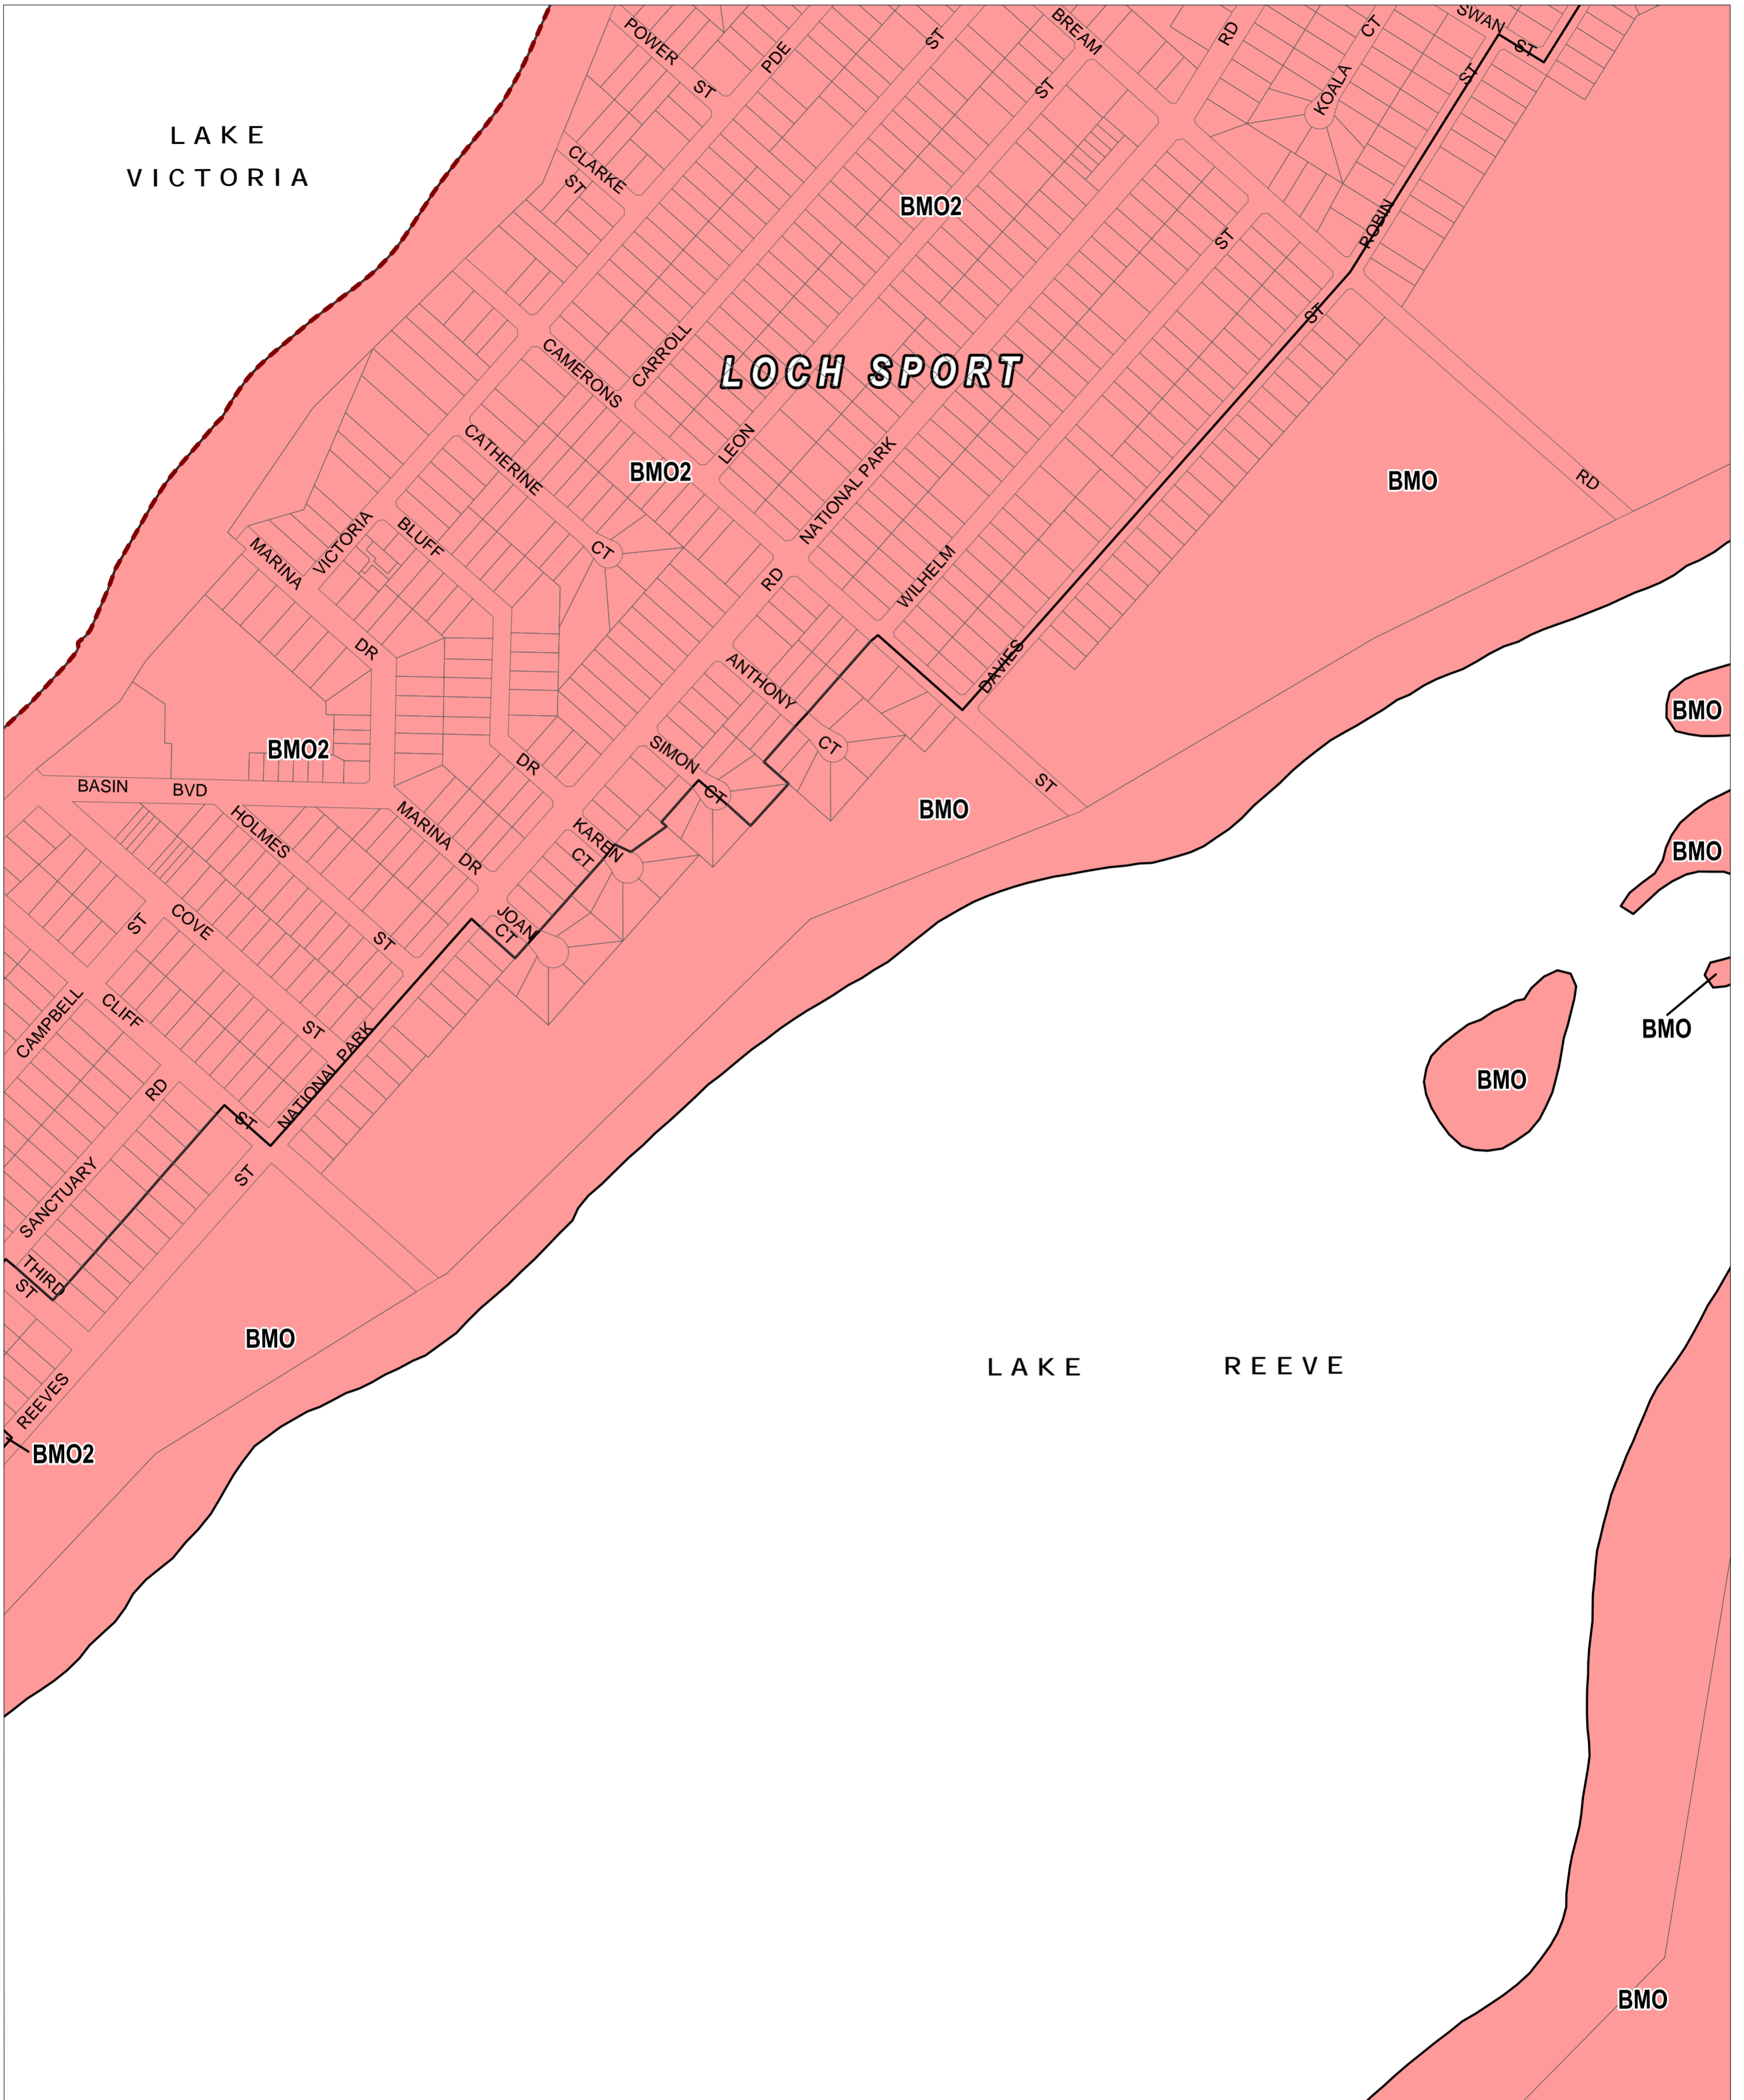 POWER
ST
PDE
ST
BREAM
ST
RD
KOALA
CT
SWAN
ST
ST
LAKE
VICTORIA
CLARKE
ST
BMO2
ST
ROBIN
ST
CAMERONS
CARROLL
LOCH SPORT
CATHERINE
BMO2
LEON
NATIONAL PARK
BMO
RD
MARINA
VICTORIA
BLUFF
CT
RD
WILHELM
DR
ANTHONY
DAVIES
BMO
BMO2
SIMON
CT
DR
ST
BASIN
BVD
CT
BMO
HOLMES
MARINA
DR
KAREN
CT
BMO
COVE
ST
ST
JOAN
CT
CAMPBELL
CLIFF
ST
NATIONAL PARK
BMO
BMO
RD
ST
SANCTUARY
ST
THIRD
ST
BMO
LAKE REEVE
REEVES
BMO2
BMO